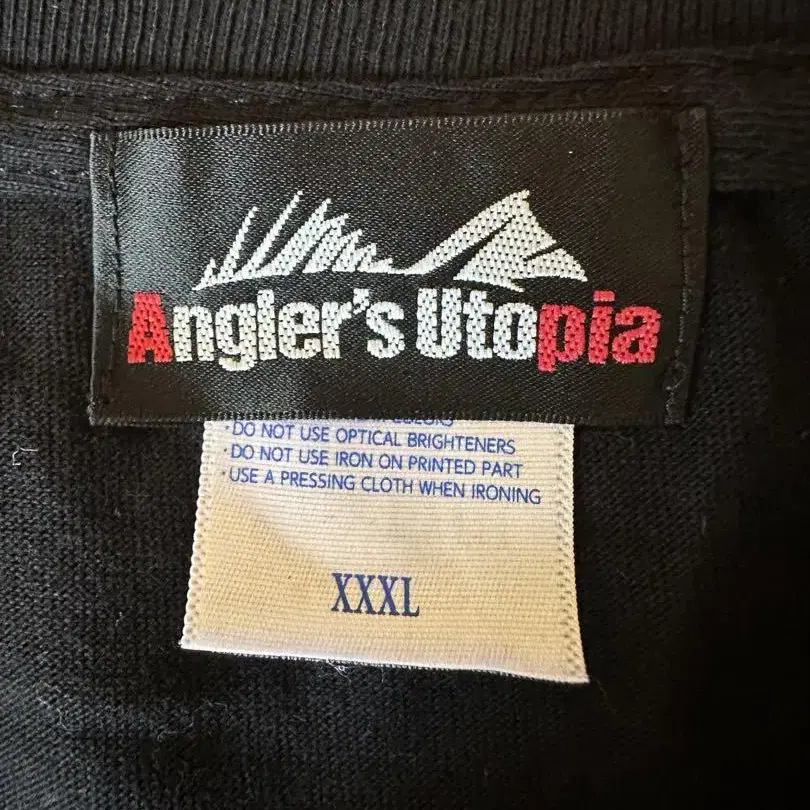 Angler's Utopia
· DO NOT USE OPTICAL BRIGHTENERS
· DO NOT USE IRON ON PRINTED PART
· USE A PRESSING CLOTH WHEN IRONING
XXXL